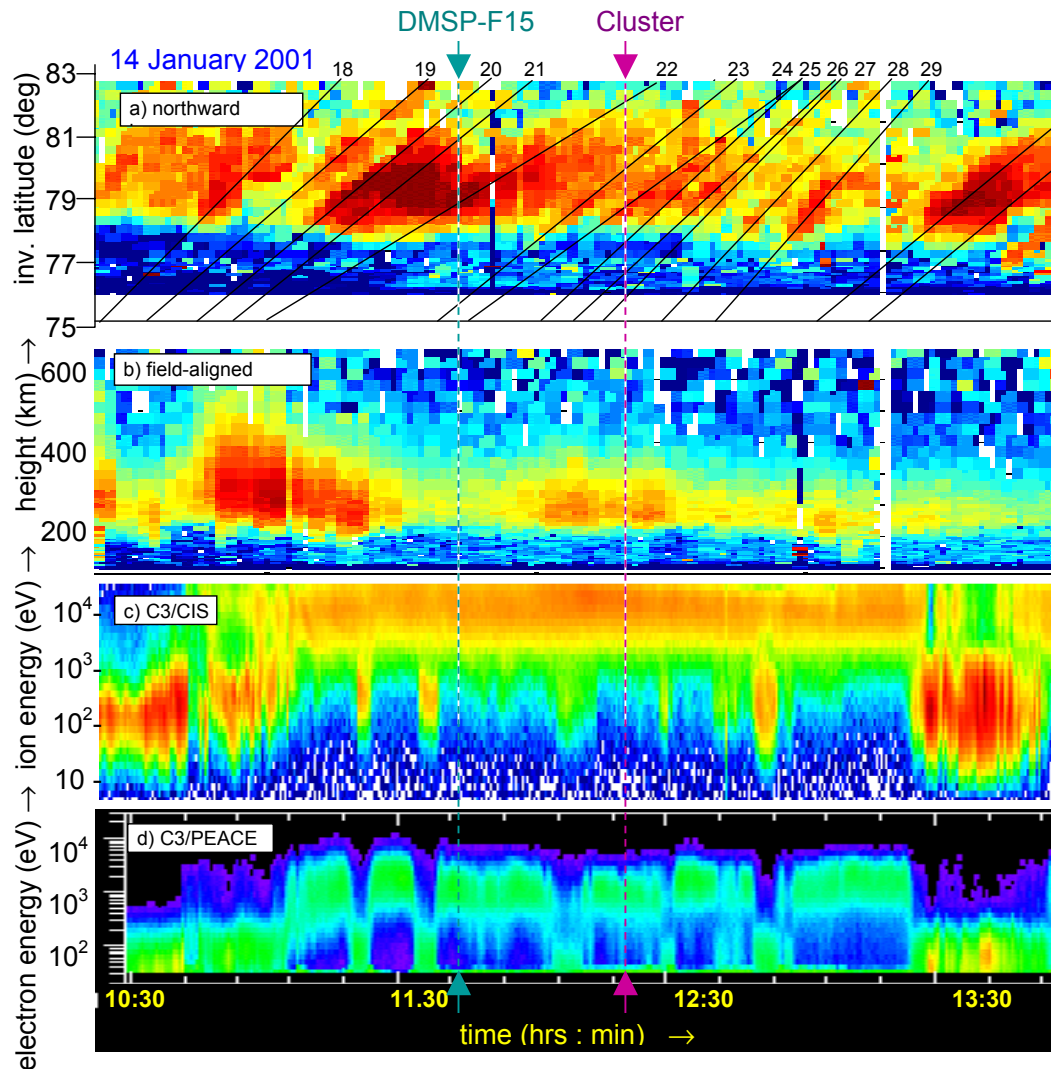 DMSP-F15 Cluster
14 January 2001
18 19 20 21 22 23 24 25 26 27 28 29
a) northward
83
81
79
77
75
inv. latitude (deg)
b) field-aligned
600
400
200
height (km) →
c) C3/CIS
10⁴
10³
10²
10
→ ion energy (eV) →
d) C3/PEACE
10⁴
10³
10²
electron energy (eV) →
10:30 11:30 12:30 13:30
time (hrs : min) →